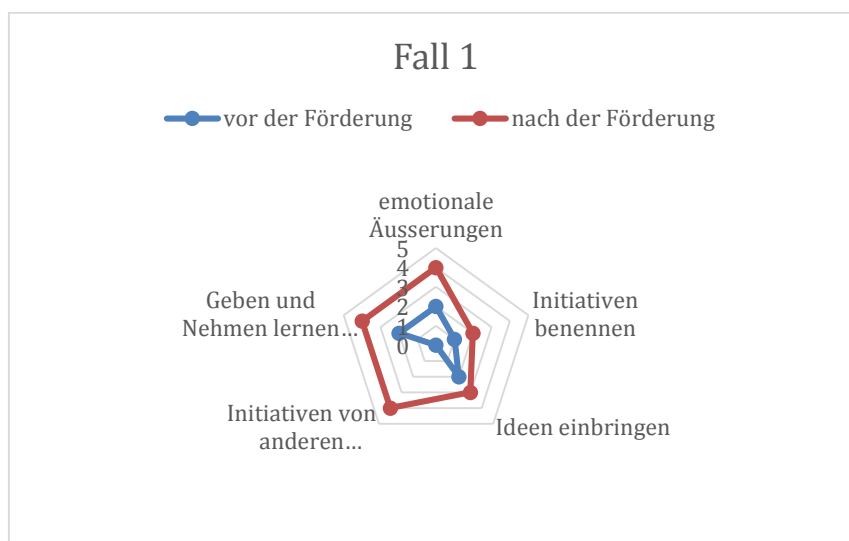 Fall 1
vor der Förderung
nach der Förderung
emotionale
Äusserungen
5
4
3
2
1
0
Initiativen
benennen
Ideen einbringen
Initiativen von
anderen…
Geben und
Nehmen lernen…